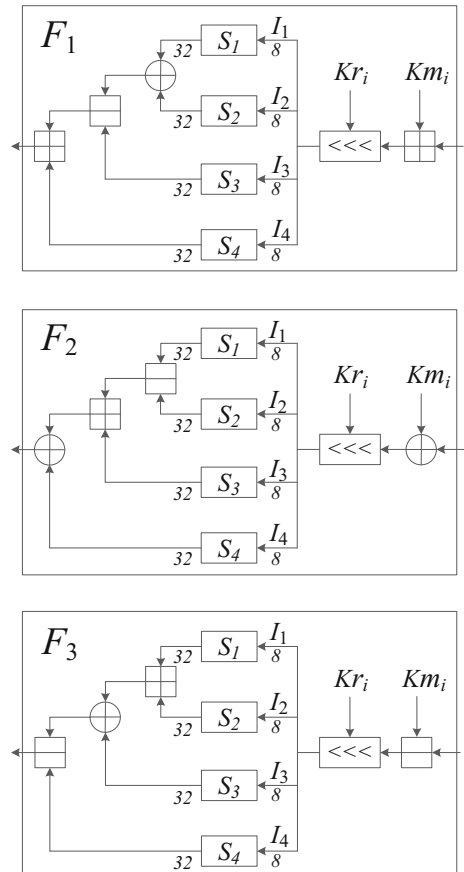 F₁
32 S₁ I₁ 8
Krᵢ Kmᵢ
32 S₂ I₂ 8
<<<
32 S₃ I₃ 8
32 S₄ I₄ 8
F₂
32 S₁ I₁ 8
Krᵢ Kmᵢ
32 S₂ I₂ 8
<<<
32 S₃ I₃ 8
32 S₄ I₄ 8
F₃
32 S₁ I₁ 8
Krᵢ Kmᵢ
32 S₂ I₂ 8
<<<
32 S₃ I₃ 8
32 S₄ I₄ 8